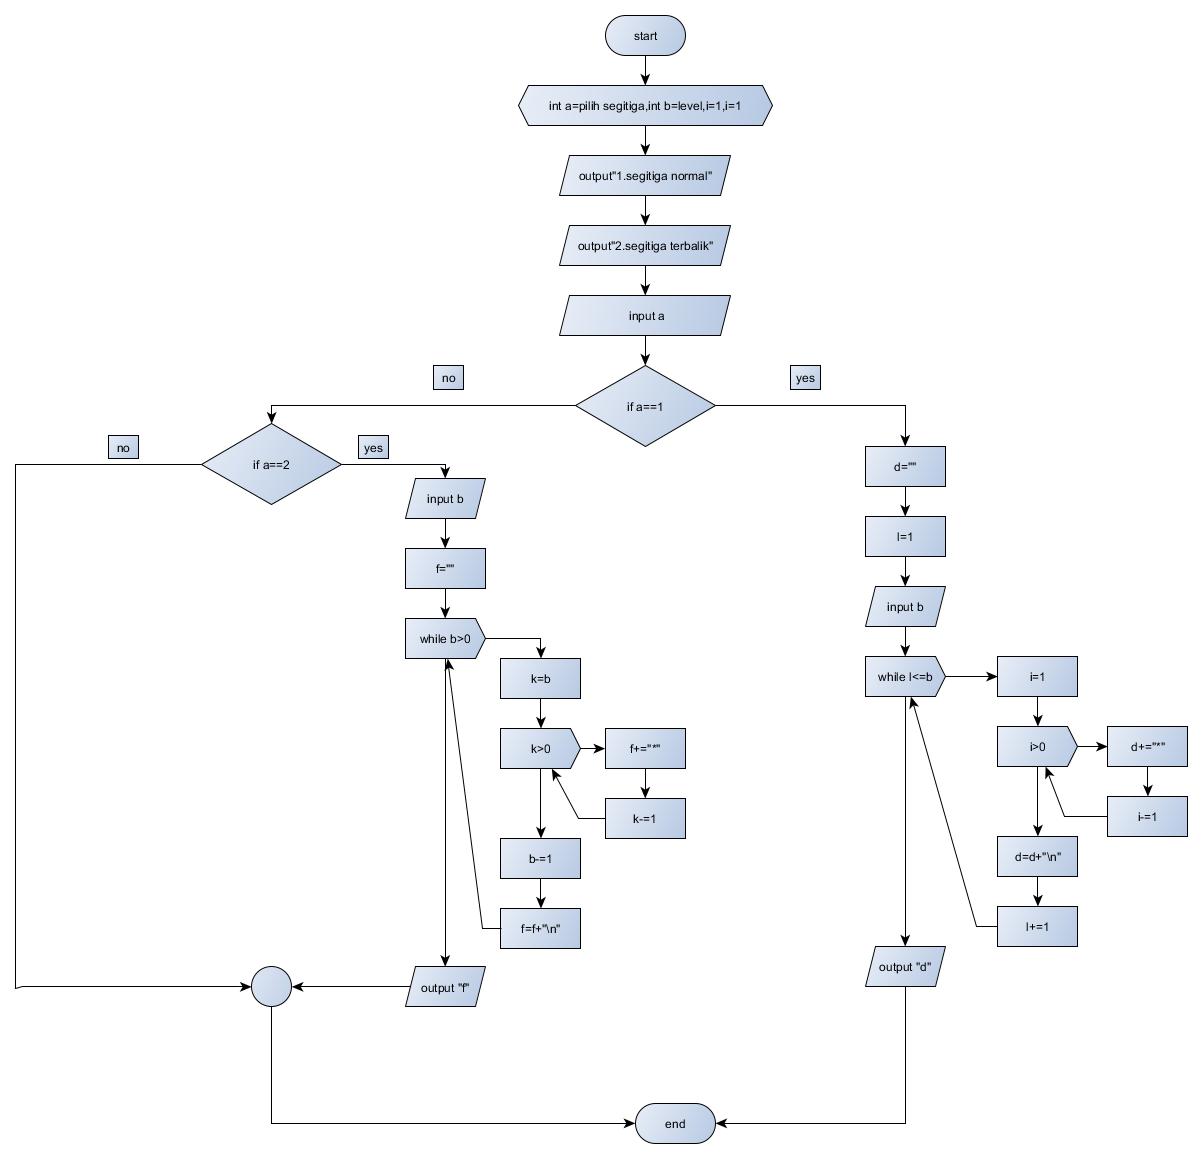 start
int a=pilih segitiga,int b=level,i=1,i=1
output"1.segitiga normal"
output"2.segitiga terbalik"
input a
if a==1
no
yes
if a==2
no
yes
input b
f=""
while b>0
k=b
k>0
f+="*"
k-=1
b-=1
f=f+"\n"
output "f"
d=""
l=1
input b
while l<=b
i=1
i>0
d+="*"
i-=1
d=d+"\n"
l+=1
output "d"
end